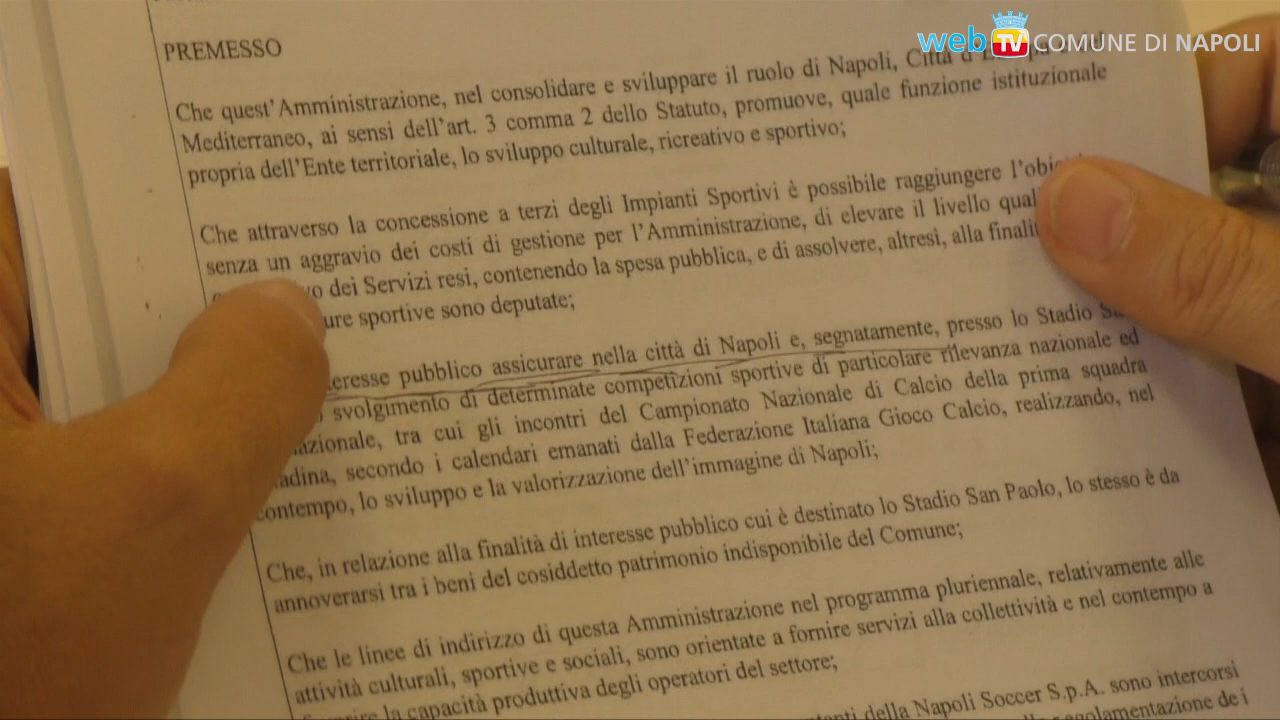 web TV COMUNE DI NAPOLI
PREMESSO
Che quest'Amministrazione, nel consolidare e sviluppare il ruolo di Napoli, Città
Mediterraneo, ai sensi dell'art. 3 comma 2 dello Statuto, promuove, quale funzione istituzionale
propria dell'Ente territoriale, lo sviluppo culturale, ricreativo e sportivo;
Che attraverso la concessione a terzi degli Impianti Sportivi è possibile raggiungere
senza un aggravio dei costi di gestione per l'Amministrazione, di elevare il livello
dei Servizi resi, contenendo la spesa pubblica, e di assolvere, altresì, alla
sportive sono deputate;
pubblico assicurare nella città di Napoli e, segnatamente, presso lo Stadio
svolgimento di determinate competizioni sportive di particolare rilevanza nazionale ed
tra cui gli incontri del Campionato Nazionale di Calcio della prima squadra
secondo i calendari emanati dalla Federazione Italiana Gioco Calcio, realizzando, nel
contempo, lo sviluppo e la valorizzazione dell'immagine di Napoli;
Che, in relazione alla finalità di interesse pubblico cui è destinato lo Stadio San Paolo, lo stesso è da
annoverarsi tra i beni del cosiddetto patrimonio indisponibile del Comune;
Che le linee di indirizzo di questa Amministrazione nel programma pluriennale, relativamente alle
attività culturali, sportive e sociali, sono orientate a fornire servizi alla collettività e nel contempo a
la capacità produttiva degli operatori del settore;
della Napoli Soccer S.p.A. sono intercorsi